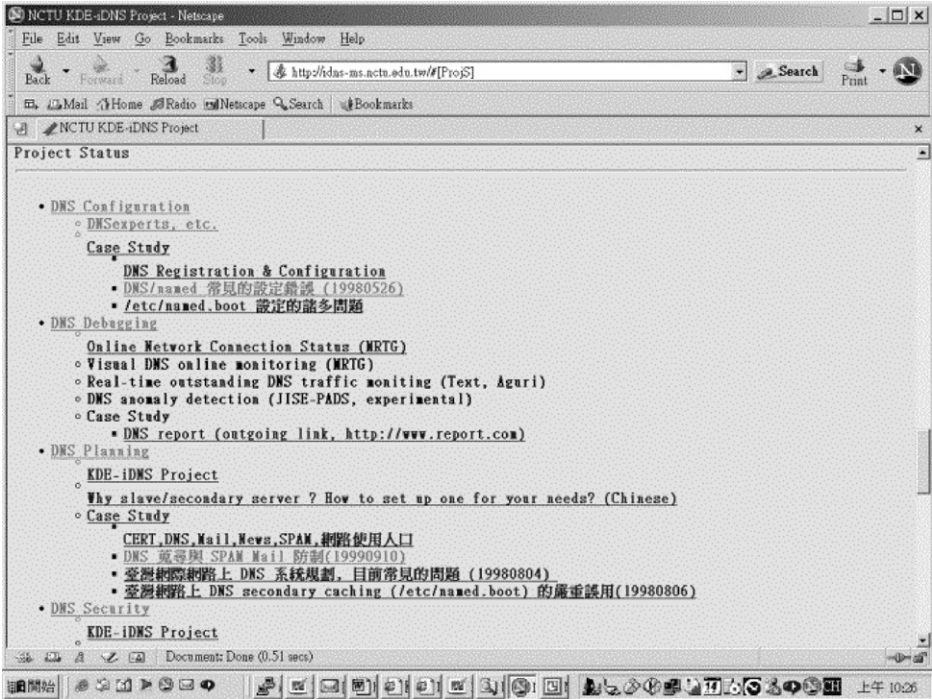 NCTU KDE-iDNS Project - Netscape
File Edit View Go Bookmarks Tools Window Help
Back Forward Reload Stop http://idns-ms.nctu.edu.tw/#[ProjS] Search Print
Mail Home Radio Netscape Search Bookmarks
NCTU KDE-iDNS Project
Project Status
DNS Configuration
DNSexperts, etc.
Case Study
DNS Registration & Configuration
DNS/named 常見的設定錯誤 (19980526)
/etc/named.boot 設定的諸多問題
DNS Debugging
Online Network Connection Status (MRTG)
Visual DNS online monitoring (MRTG)
Real-time outstanding DNS traffic moniting (Text, Aguri)
DNS anomaly detection (JISE-PADS, experimental)
Case Study
DNS report (outgoing link, http://www.report.com)
DNS Planning
KDE-iDNS Project
Why slave/secondary server ? How to set up one for your needs? (Chinese)
Case Study
CERT,DNS,Mail,News,SPAM,網路使用人口
DNS 蒐尋與 SPAM Mail 防制(19990910)
臺灣網際網路上 DNS 系統規劃, 目前常見的問題 (19980804)
臺灣網路上 DNS secondary caching (/etc/named.boot) 的嚴重誤用(19980806)
DNS Security
KDE-iDNS Project
Document: Done (0.51 secs)
開始 CH 上午 10:26